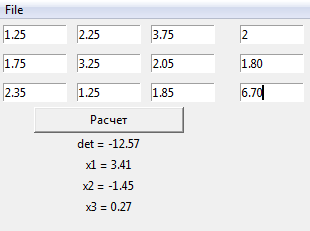 File
1.25 2.25 3.75 2
1.75 3.25 2.05 1.80
2.35 1.25 1.85 6.70
Расчет
det = -12.57
x1 = 3.41
x2 = -1.45
x3 = 0.27